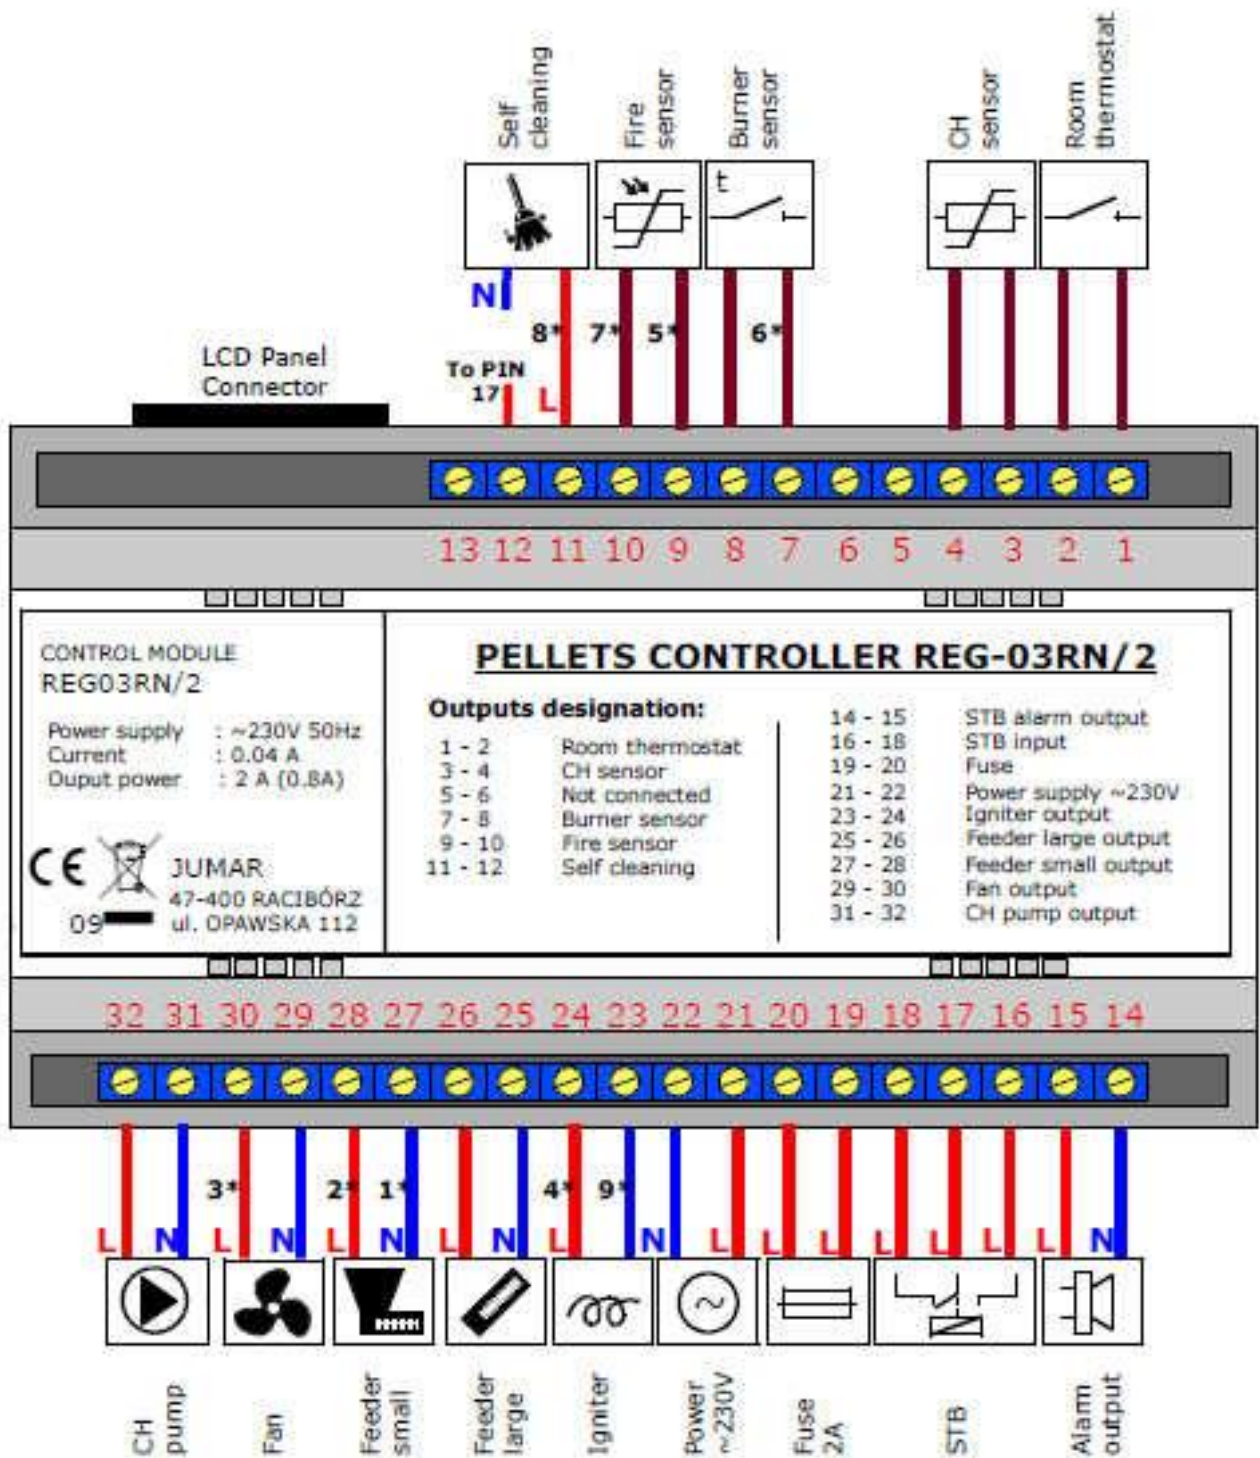 Self
cleaning
Fire
sensor
Burner
sensor
CH
sensor
Room
thermostat
t
N
8*
7*
5*
6*
LCD Panel
Connector
To PIN
17
L
13 12 11 10 9 8 7 6 5 4 3 2 1
CONTROL MODULE
REG03RN/2
Power supply : ~230V 50Hz
Current : 0.04 A
Ouput power : 2 A (0.8A)
CE
JUMAR
47-400 RACIBÓRZ
09
ul. OPAWSKA 112
PELLETS CONTROLLER REG-03RN/2
Outputs designation:
1 - 2 Room thermostat
3 - 4 CH sensor
5 - 6 Not connected
7 - 8 Burner sensor
9 - 10 Fire sensor
11 - 12 Self cleaning
14 - 15 STB alarm output
16 - 18 STB input
19 - 20 Fuse
21 - 22 Power supply ~230V
23 - 24 Igniter output
25 - 26 Feeder large output
27 - 28 Feeder small output
29 - 30 Fan output
31 - 32 CH pump output
32 31 30 29 28 27 26 25 24 23 22 21 20 19 18 17 16 15 14
3* 2* 1* 4* 9*
L N L N L N L N L N L L L L L L L N
~
CH
pump
Fan
Feeder
small
Feeder
large
Igniter
Power
~230V
Fuse
2A
STB
Alarm
output